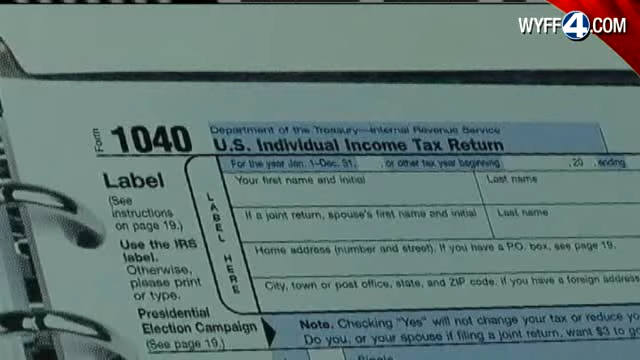 WYFF4.COM
Form 1040
Department of the Treasury—Internal Revenue Service
U.S. Individual Income Tax Return
For the year Jan. 1–Dec. 31, , or other tax year beginning , 20 , ending
Label
(See
instructions
on page 19.)
Use the IRS
label.
Otherwise,
please print
or type.
LABEL HERE
Your first name and initial Last name
If a joint return, spouse's first name and initial Last name
Home address (number and street). If you have a P.O. box, see page 19.
City, town or post office, state, and ZIP code. If you have a foreign address
Presidential
Election Campaign
(See page 19.)
Note. Checking "Yes" will not change your tax or reduce yo
Do you, or your spouse if filing a joint return, want $3 to go
Single